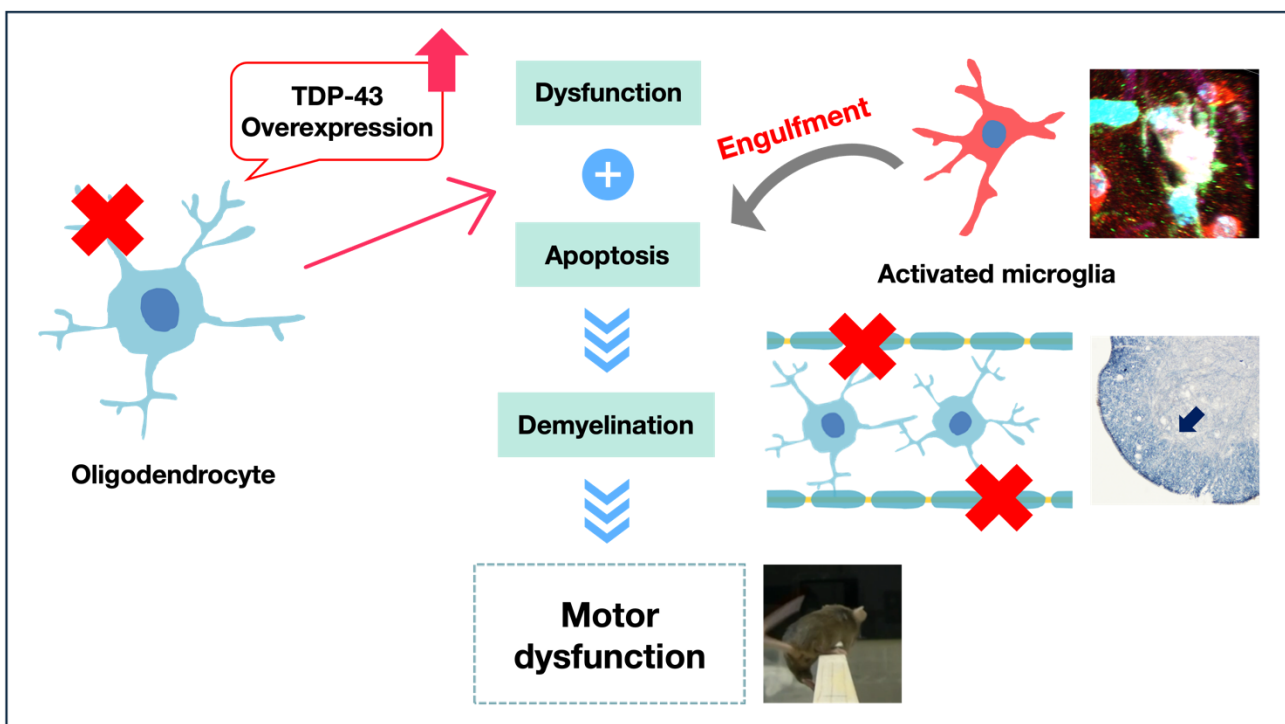 TDP-43
Overexpression
Dysfunction
+
Engulfment
Apoptosis
Activated microglia
Demyelination
Oligodendrocyte
Motor
dysfunction